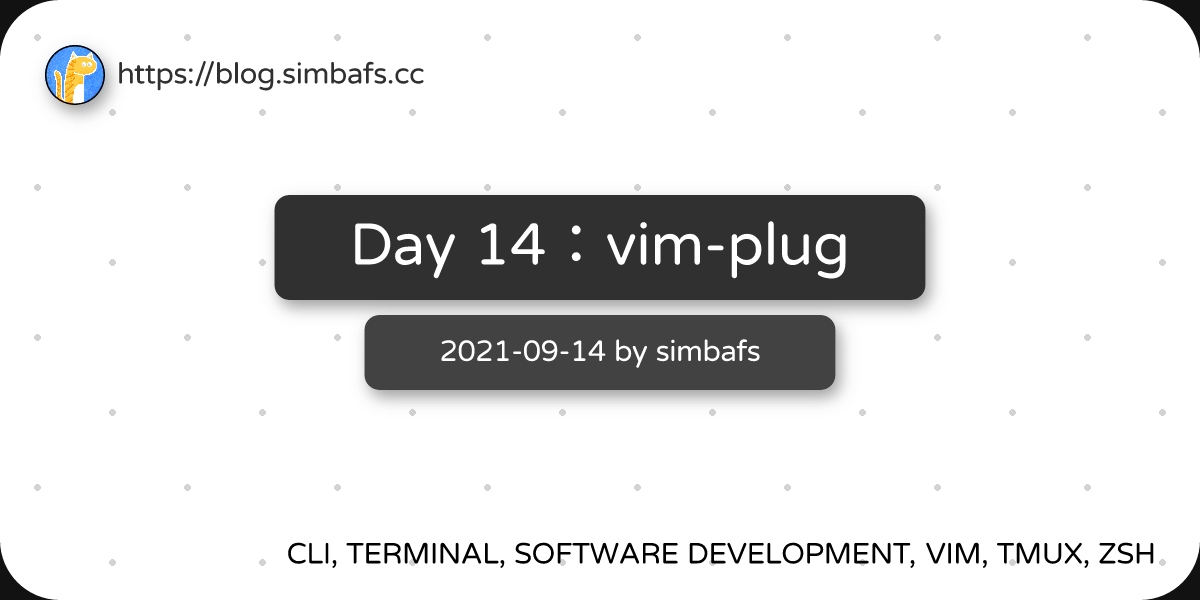 https://blog.simbafs.cc
Day 14：vim-plug
2021-09-14 by simbafs
CLI, TERMINAL, SOFTWARE DEVELOPMENT, VIM, TMUX, ZSH